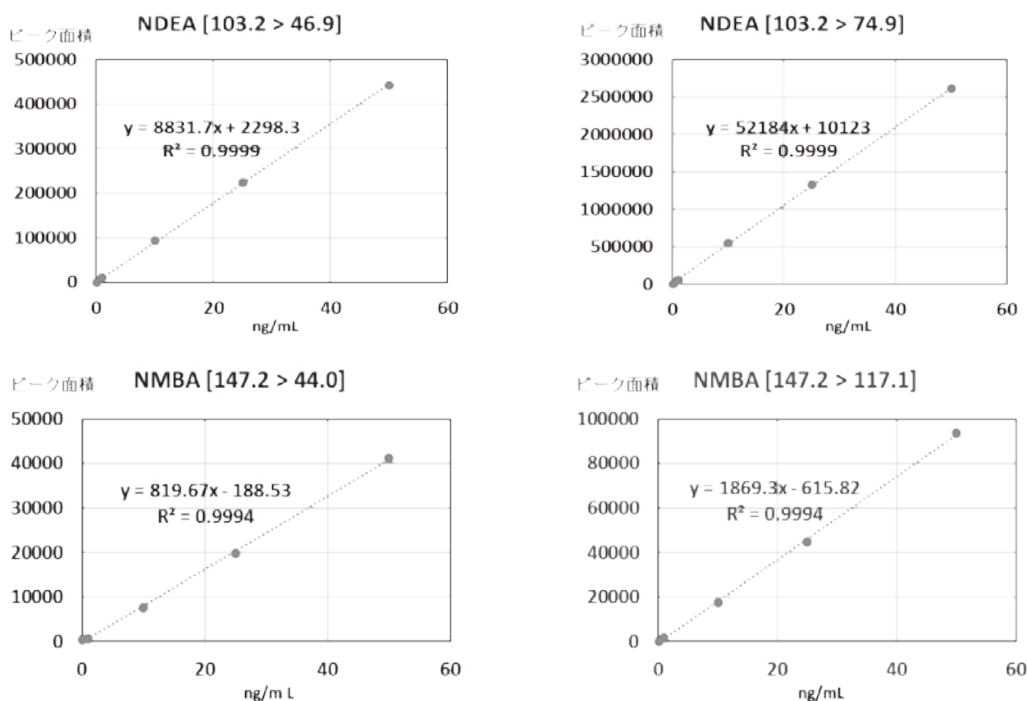 NDEA [103.2 > 46.9]
ピーク面積
500000
400000
300000
200000
100000
0
y = 8831.7x + 2298.3
R² = 0.9999
0 20 40 60
ng/mL
NDEA [103.2 > 74.9]
ピーク面積
3000000
2500000
2000000
1500000
1000000
500000
0
y = 52184x + 10123
R² = 0.9999
0 20 40 60
ng/mL
NMBA [147.2 > 44.0]
ピーク面積
50000
40000
30000
20000
10000
0
y = 819.67x - 188.53
R² = 0.9994
0 20 40 60
ng/m L
NMBA [147.2 > 117.1]
ピーク面積
100000
80000
60000
40000
20000
0
y = 1869.3x - 615.82
R² = 0.9994
0 20 40 60
ng/mL